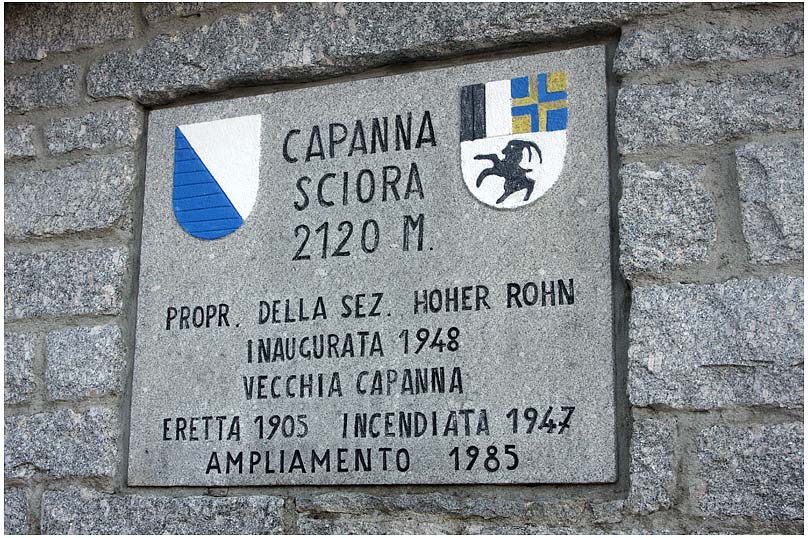 CAPANNA
SCIORA
2120 M.
PROPR. DELLA SEZ. HOHER ROHN
INAUGURATA 1948
VECCHIA CAPANNA
ERETTA 1905 INCENDIATA 1947
AMPLIAMENTO 1985